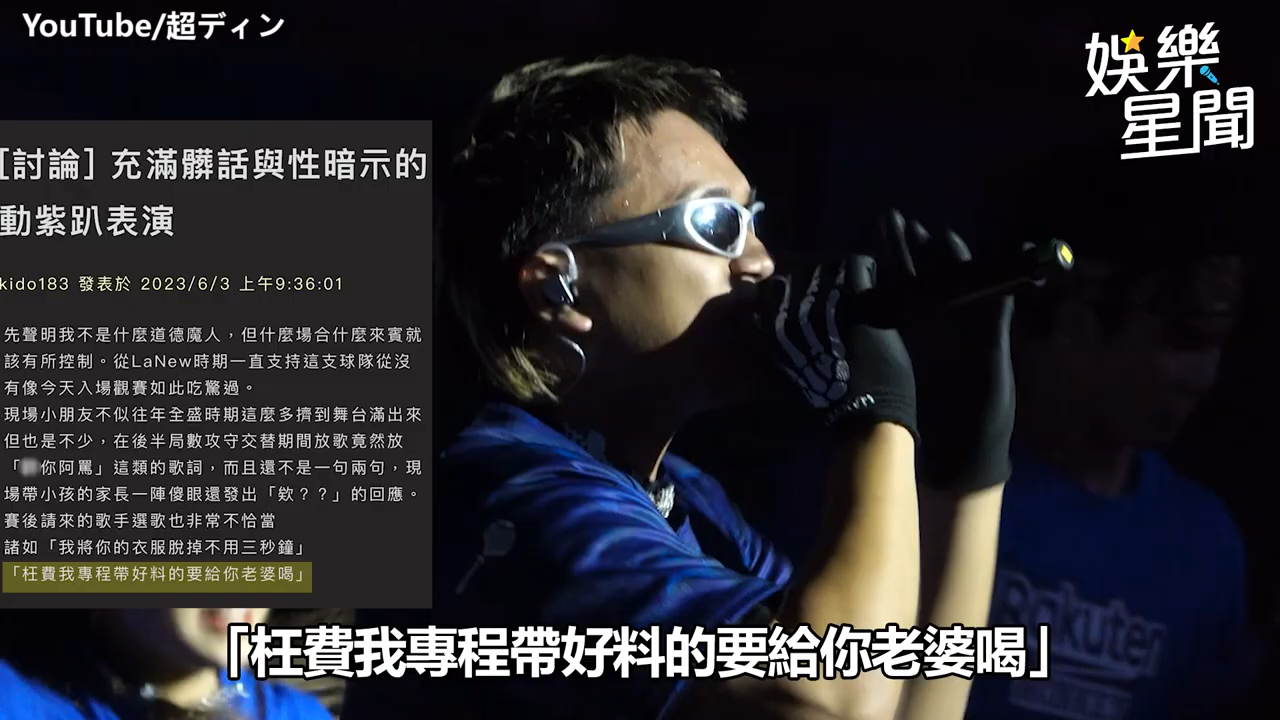 YouTube/超ディン
娛樂
星聞
[討論] 充滿髒話與性暗示的
動紫趴表演
kido183 發表於 2023/6/3 上午9:36:01
先聲明我不是什麼道德魔人，但什麼場合什麼來賓就
該有所控制。從LaNew時期一直支持這支球隊從沒
有像今天入場觀賽如此吃驚過。
現場小朋友不似往年全盛時期這麼多擠到舞台滿出來
但也是不少，在後半局數攻守交替期間放歌竟然放
「你阿罵」這類的歌詞，而且還不是一句兩句，現
場帶小孩的家長一陣傻眼還發出「欸？？」的回應。
賽後請來的歌手選歌也非常不恰當
諸如「我將你的衣服脫掉不用三秒鐘」
「枉費我專程帶好料的要給你老婆喝」
Rakuten
「枉費我專程帶好料的要給你老婆喝」